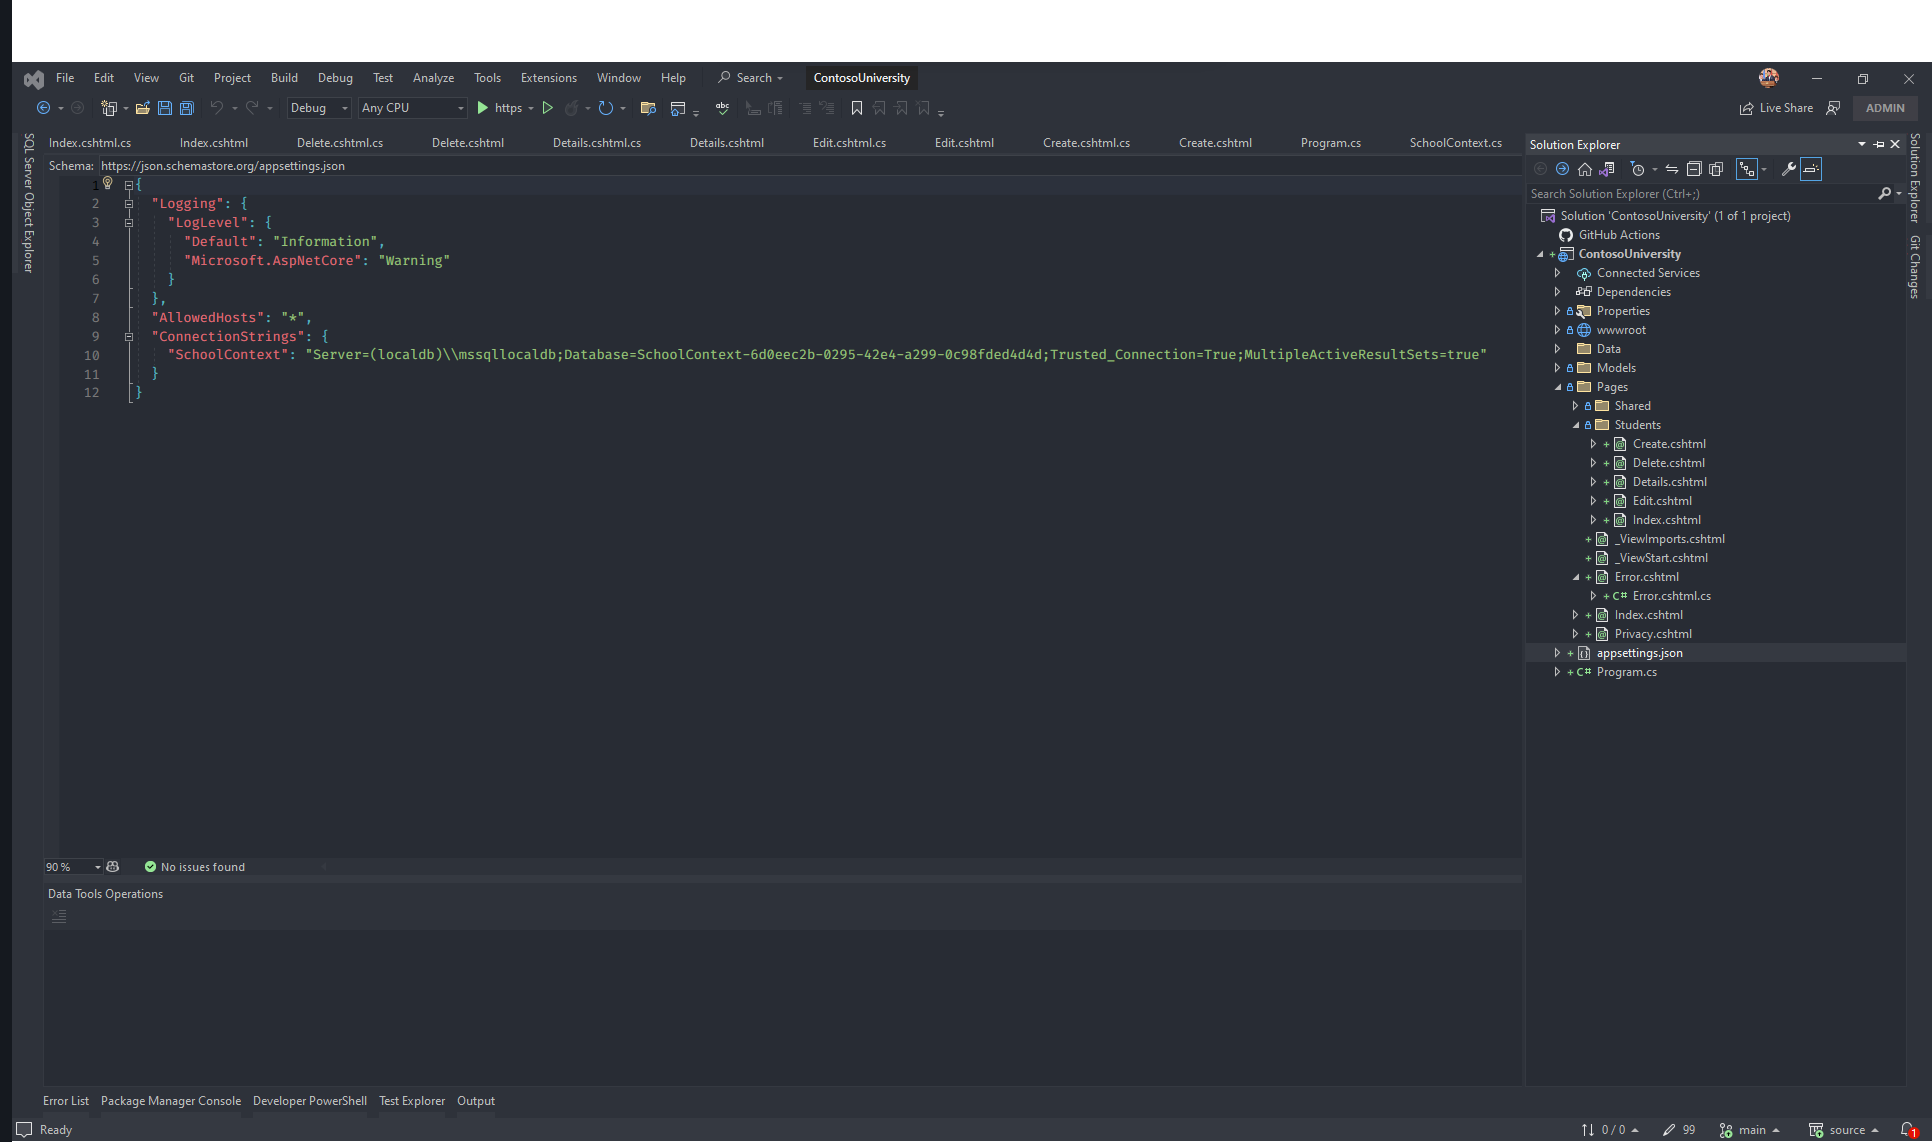 File Edit View Git Project Build Debug Test Analyze Tools Extensions Window Help Search ContosoUniversity
Debug Any CPU https Live Share ADMIN
SQL Server Object Explorer
Index.cshtml.cs Index.cshtml Delete.cshtml.cs Delete.cshtml Details.cshtml.cs Details.cshtml Edit.cshtml.cs Edit.cshtml Create.cshtml.cs Create.cshtml Program.cs SchoolContext.cs
Schema: https://json.schemastore.org/appsettings.json
1 {
2 "Logging": {
3 "LogLevel": {
4 "Default": "Information",
5 "Microsoft.AspNetCore": "Warning"
6 }
7 },
8 "AllowedHosts": "*",
9 "ConnectionStrings": {
10 "SchoolContext": "Server=(localdb)\\mssqllocaldb;Database=SchoolContext-6d0eec2b-0295-42e4-a299-0c98fded4d4d;Trusted_Connection=True;MultipleActiveResultSets=true"
11 }
12 }
90 % No issues found
Data Tools Operations
Error List Package Manager Console Developer PowerShell Test Explorer Output
Solution Explorer
Search Solution Explorer (Ctrl+;)
Solution 'ContosoUniversity' (1 of 1 project)
GitHub Actions
ContosoUniversity
Connected Services
Dependencies
Properties
wwwroot
Data
Models
Pages
Shared
Students
Create.cshtml
Delete.cshtml
Details.cshtml
Edit.cshtml
Index.cshtml
_ViewImports.cshtml
_ViewStart.cshtml
Error.cshtml
C# Error.cshtml.cs
Index.cshtml
Privacy.cshtml
appsettings.json
C# Program.cs
Solution Explorer
Git Changes
Ready 0 / 0 99 main source 1